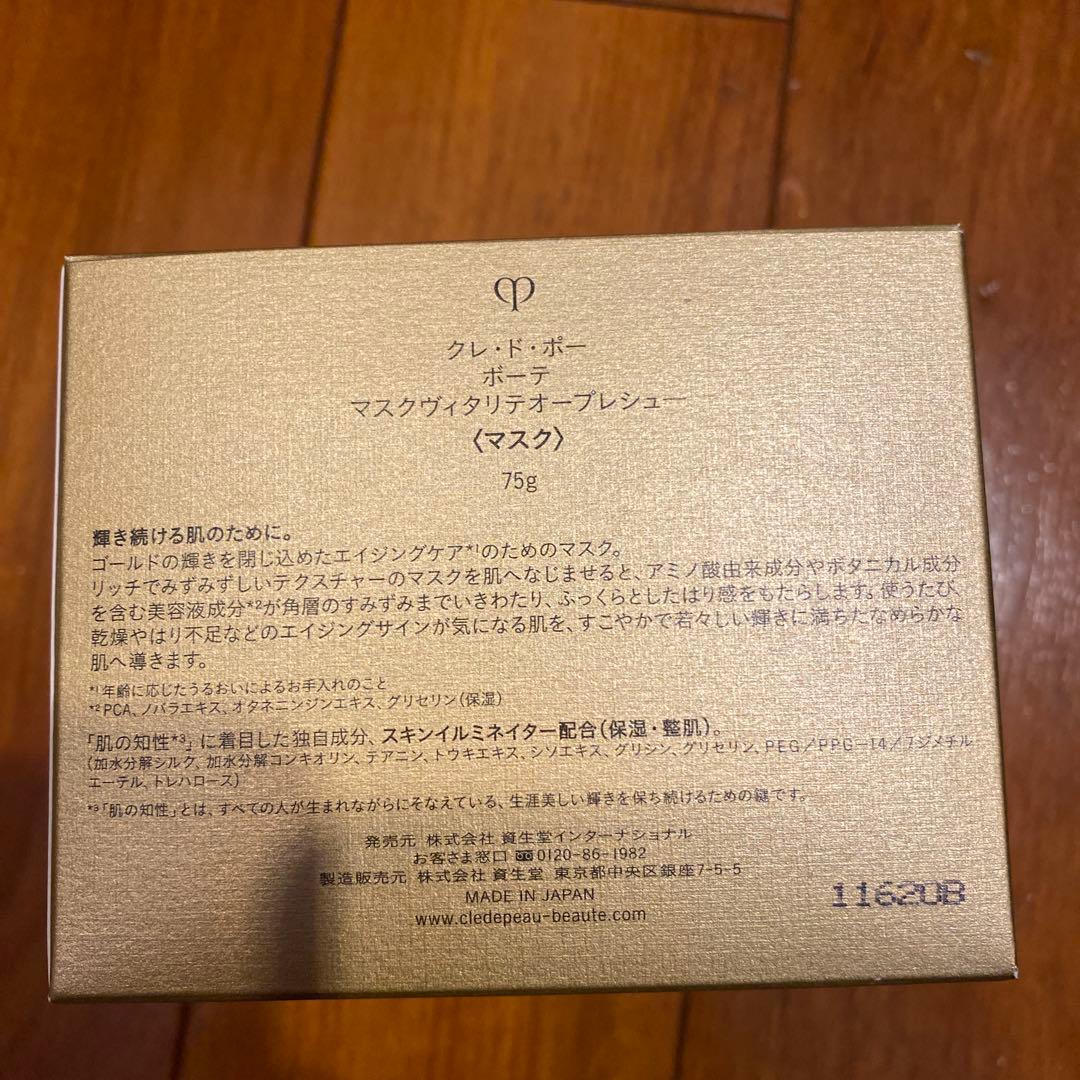 クレ・ド・ポー
ボーテ
マスクヴィタリテオープレシュー
〈マスク〉
75g
輝き続ける肌のために。
ゴールドの輝きを閉じ込めたエイジングケア*¹のためのマスク。
リッチでみずみずしいテクスチャーのマスクを肌へなじませると、アミノ酸由来成分やボタニカル成分
を含む美容液成分*²が角層のすみずみまでいきわたり、ふっくらとしたはり感をもたらします。使うたび、
乾燥やはり不足などのエイジングサインが気になる肌を、すこやかで若々しい輝きに満ちたなめらかな
肌へ導きます。
*¹年齢に応じたうるおいによるお手入れのこと
*²PCA、ノバラエキス、オタネニンジンエキス、グリセリン(保湿)
「肌の知性*³」に着目した独自成分、スキンイルミネイター配合(保湿・整肌)。
(加水分解シルク、加水分解コンキオリン、テアニン、トウキエキス、シソエキス、グリシン、グリセリン、PEG/PPG-14/7ジメチル
エーテル、トレハロース)
*³「肌の知性」とは、すべての人が生まれながらにそなえている、生涯美しい輝きを保ち続けるための鍵です。
発売元 株式会社 資生堂インターナショナル
お客さま窓口 0120-86-1982
製造販売元 株式会社 資生堂 東京都中央区銀座7-5-5
MADE IN JAPAN
www.cledepeau-beaute.com
11620B